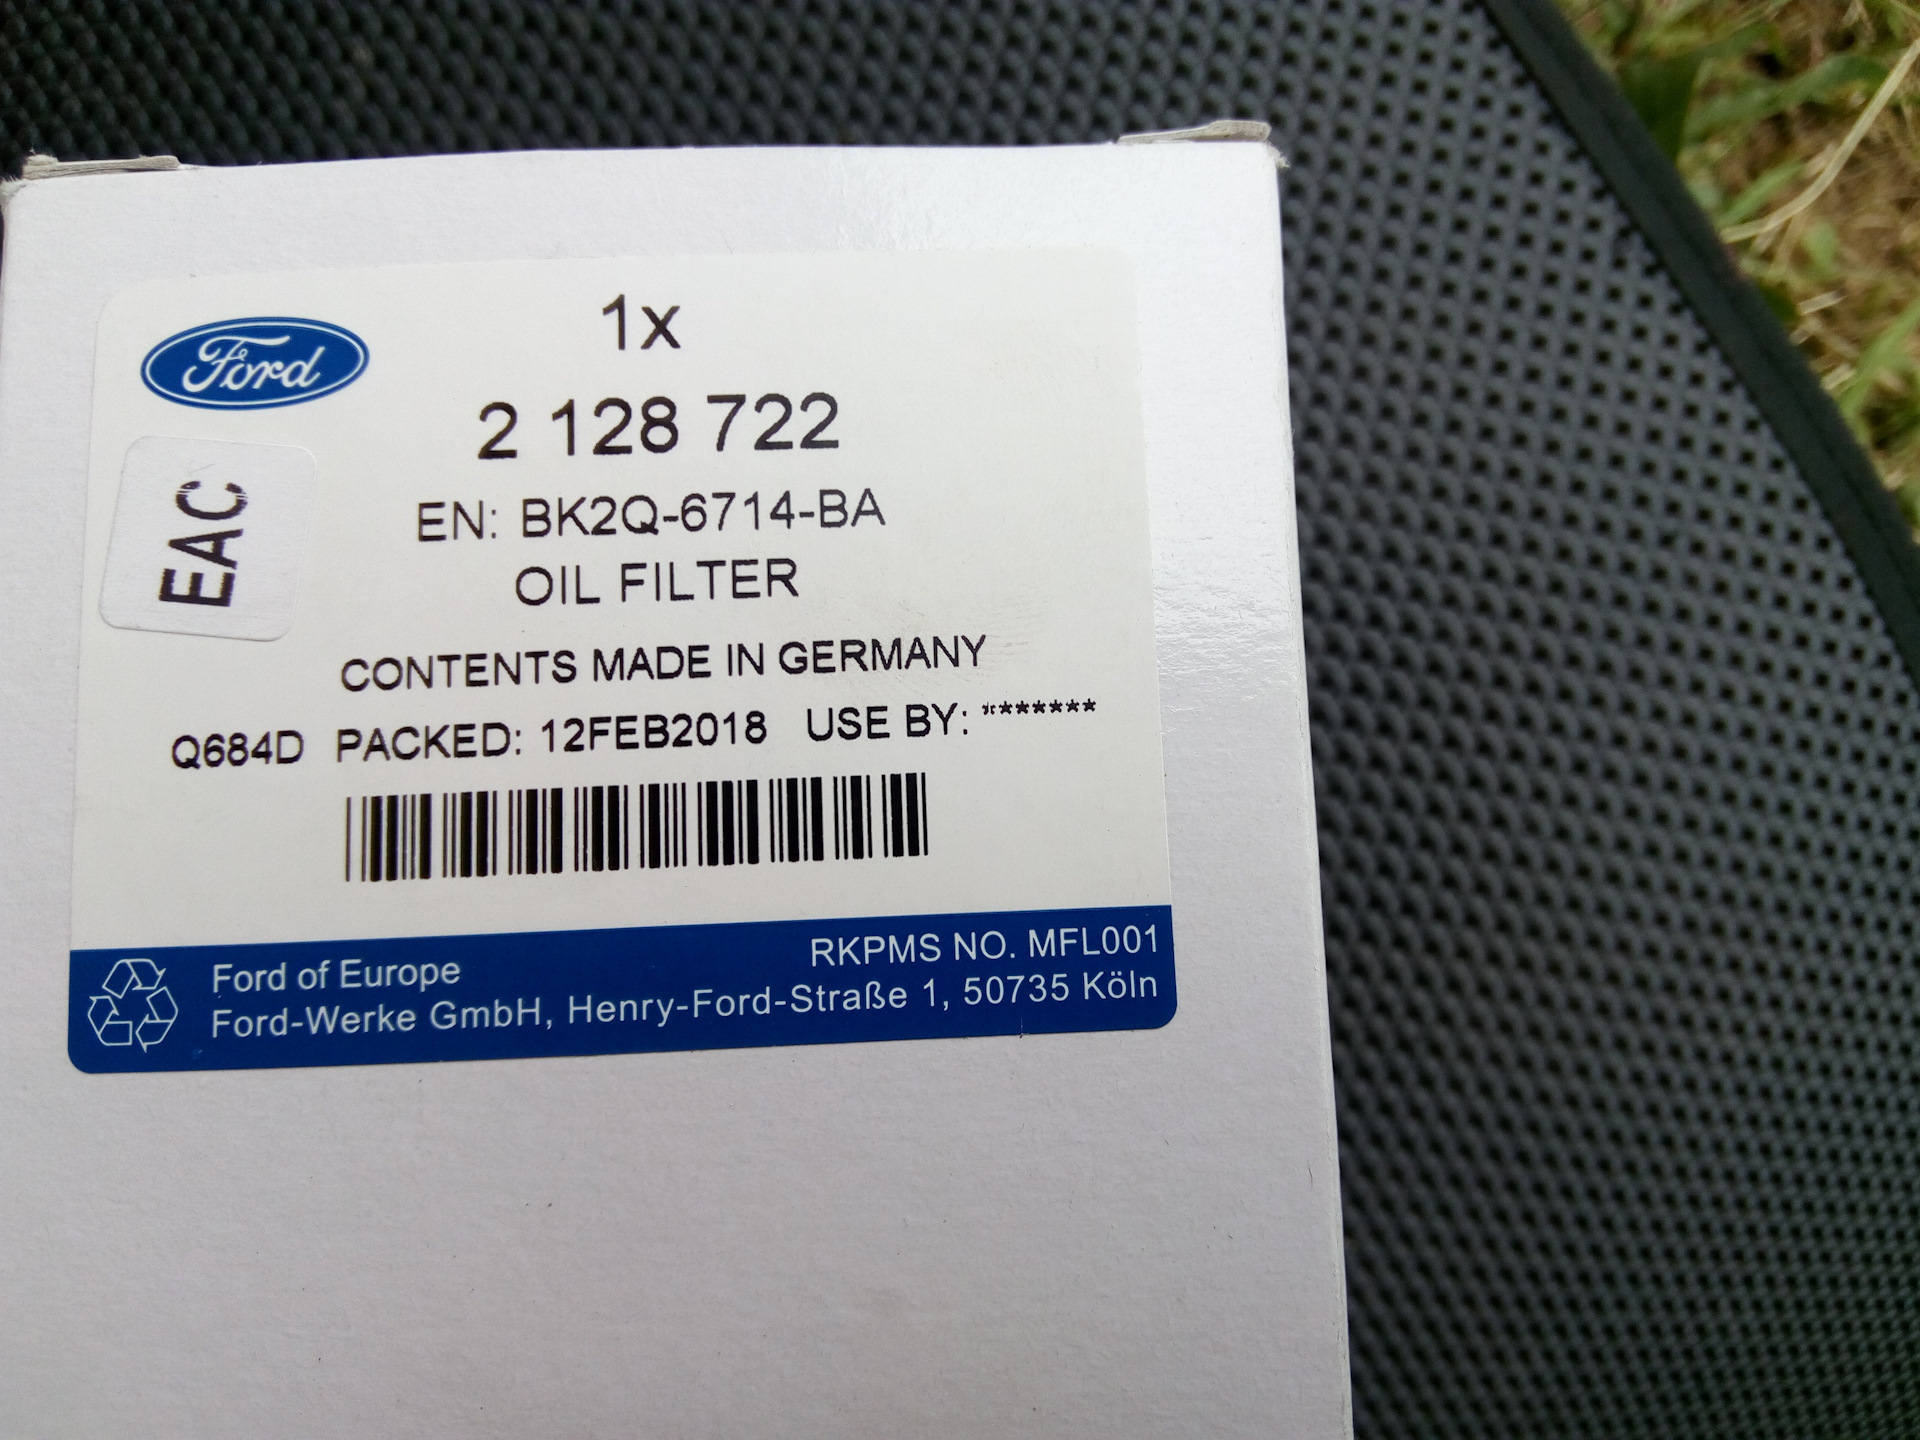 1x
Ford
2 128 722
EAC
EN: BK2Q-6714-BA
OIL FILTER
CONTENTS MADE IN GERMANY
Q684D PACKED: 12FEB2018 USE BY: *******
RKPMS NO. MFL001
Ford of Europe
Ford-Werke GmbH, Henry-Ford-Straße 1, 50735 Köln